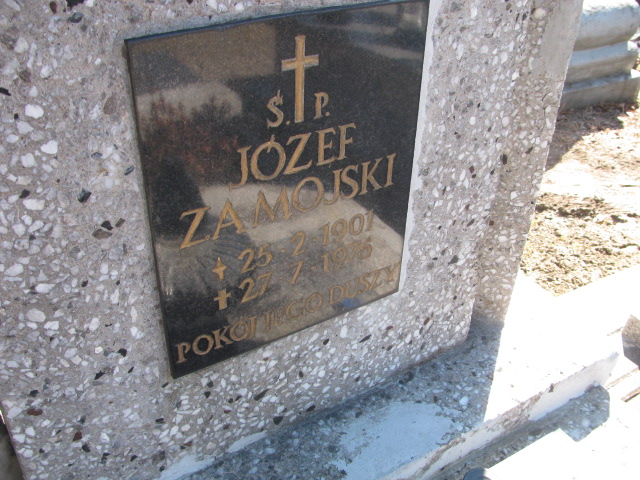 Ś. P.
JÓZEF
ZAMOJSKI
25 - 2 - 1901
27 - 7 - 1976
POKÓJ JEGO DUSZY